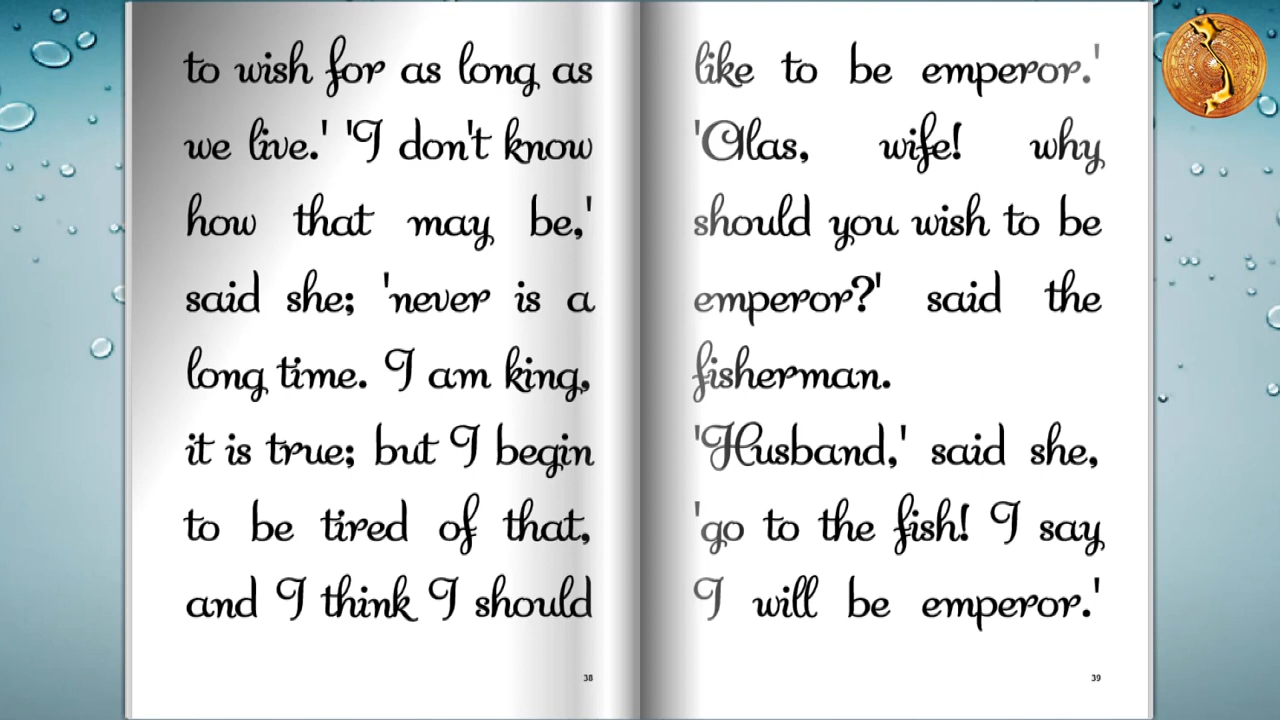 to wish for as long as
we live.' 'I don't know
how that may be,'
said she; 'never is a
long time. I am king,
it is true; but I begin
to be tired of that,
and I think I should
38
like to be emperor.'
'Alas, wife! why
should you wish to be
emperor?' said the
fisherman.
'Husband,' said she,
'go to the fish! I say
I will be emperor.'
39